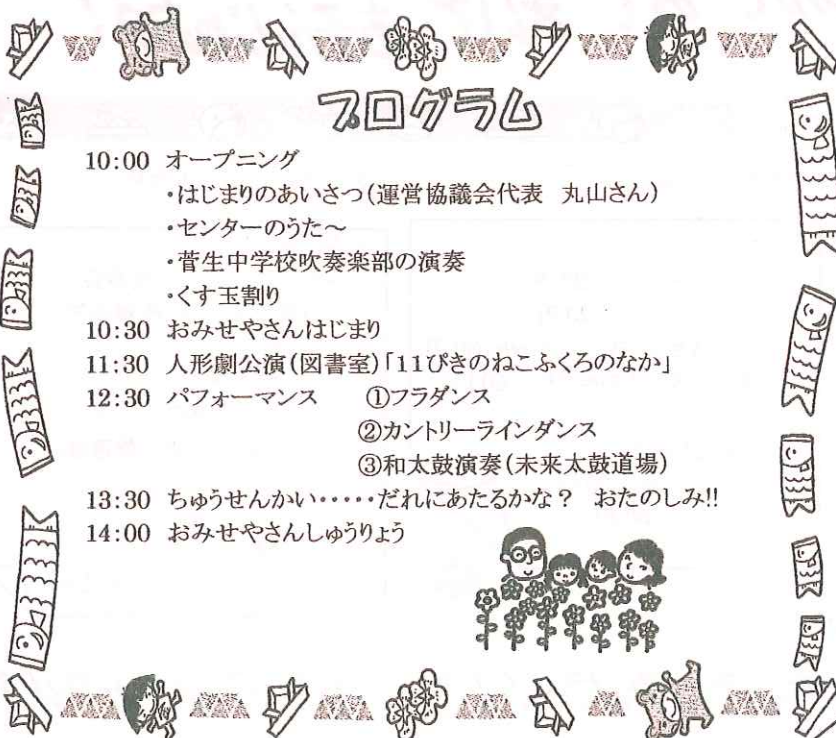 プログラム
10:00 オープニング
・はじまりのあいさつ(運営協議会代表 丸山さん)
・センターのうた～
・菅生中学校吹奏楽部の演奏
・くす玉割り
10:30 おみせやさんはじまり
11:30 人形劇公演(図書室)「11ぴきのねこふくろのなか」
12:30 パフォーマンス ①フラダンス
②カントリーラインダンス
③和太鼓演奏(未来太鼓道場)
13:30 ちゅうせんかい・・・・・だれにあたるかな? おたのしみ!!
14:00 おみせやさんしゅうりょう